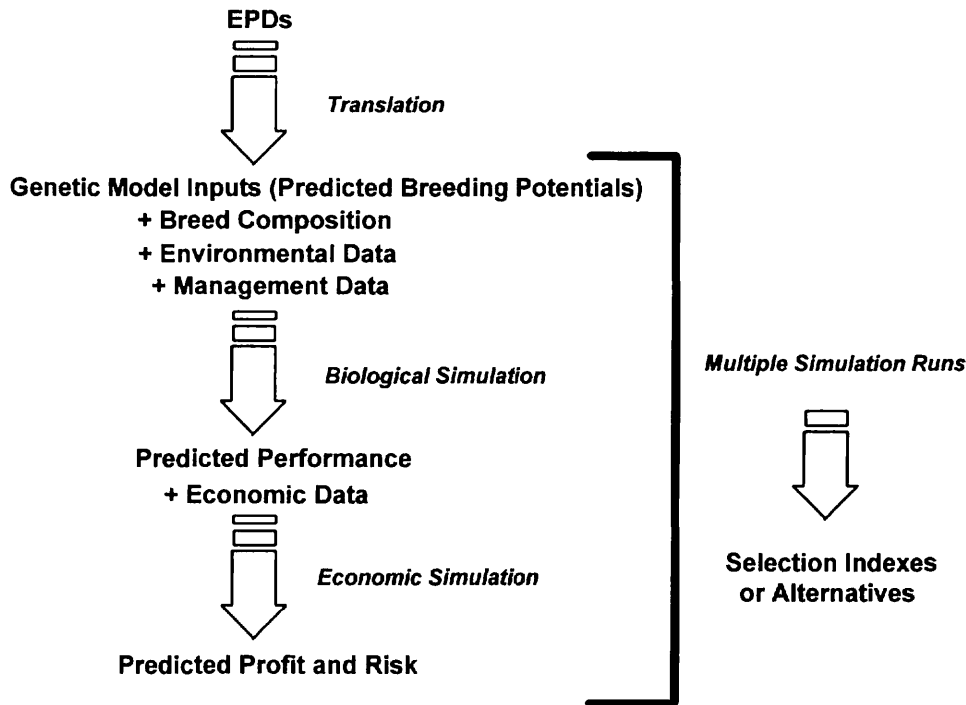 EPDs
Translation
Genetic Model Inputs (Predicted Breeding Potentials)
+ Breed Composition
+ Environmental Data
+ Management Data
Biological Simulation
Predicted Performance
+ Economic Data
Economic Simulation
Predicted Profit and Risk
Multiple Simulation Runs
Selection Indexes
or Alternatives